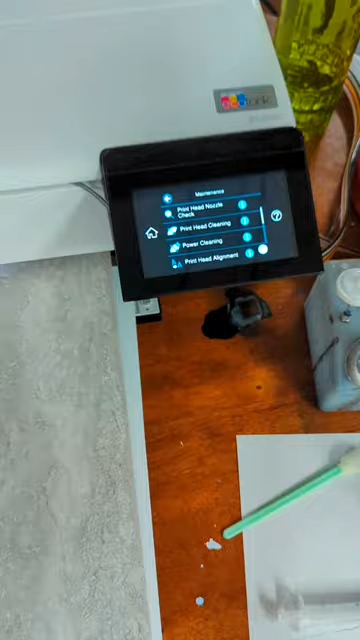 ecotank
Maintenance
Print Head Nozzle
Check
Print Head Cleaning
Power Cleaning
Print Head Alignment